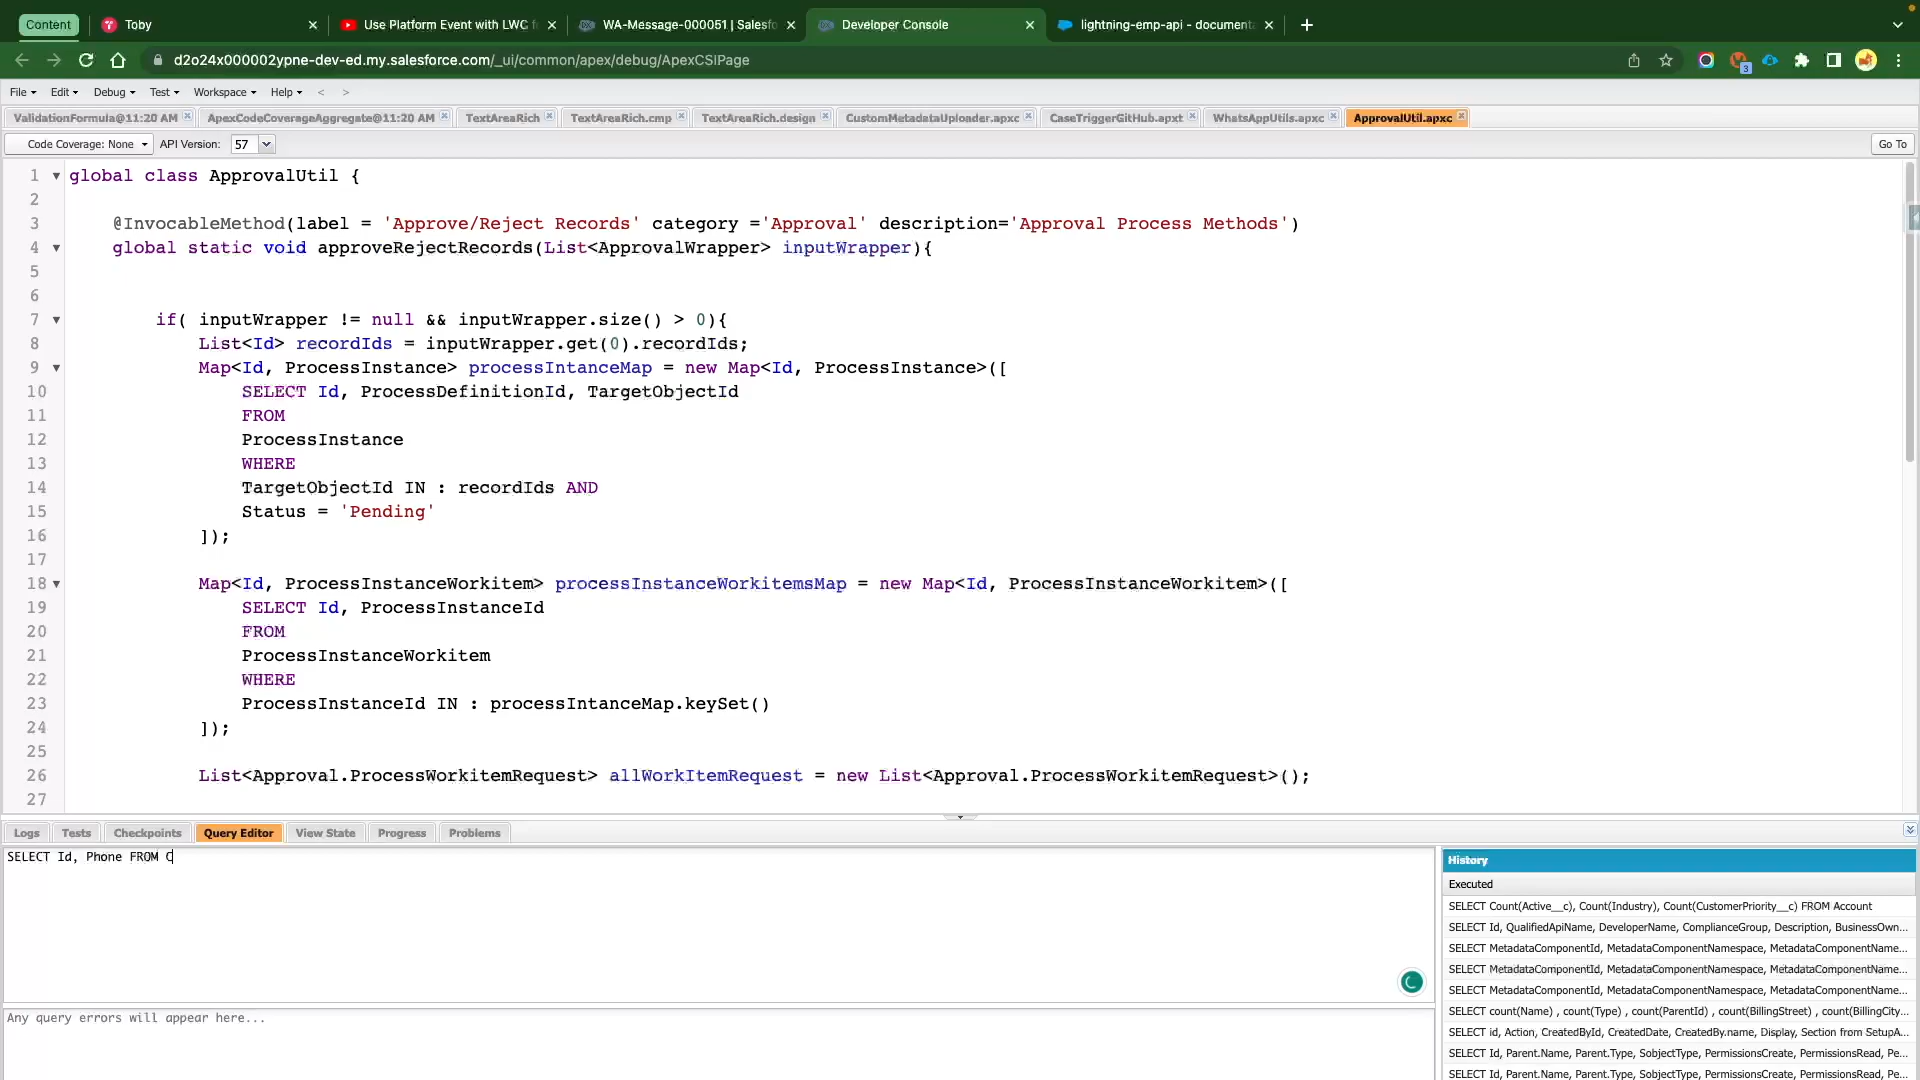 Content Toby Use Platform Event with LWC f WA-Message-000051 | Salesfo Developer Console lightning-emp-api - documenta
d2o24x000002ypne-dev-ed.my.salesforce.com/_ui/common/apex/debug/ApexCSIPage 3
File Edit Debug Test Workspace Help < >
ValidationFormula@11:20 AM ApexCodeCoverageAggregate@11:20 AM TextAreaRich TextAreaRich.cmp TextAreaRich.design CustomMetadataUploader.apxc CaseTriggerGitHub.apxt WhatsAppUtils.apxc ApprovalUtil.apxc
Code Coverage: None API Version: 57 Go To
1 global class ApprovalUtil {
2
3 @InvocableMethod(label = 'Approve/Reject Records' category ='Approval' description='Approval Process Methods')
4 global static void approveRejectRecords(List<ApprovalWrapper> inputWrapper){
5
6
7 if( inputWrapper != null && inputWrapper.size() > 0){
8 List<Id> recordIds = inputWrapper.get(0).recordIds;
9 Map<Id, ProcessInstance> processIntanceMap = new Map<Id, ProcessInstance>([
10 SELECT Id, ProcessDefinitionId, TargetObjectId
11 FROM
12 ProcessInstance
13 WHERE
14 TargetObjectId IN : recordIds AND
15 Status = 'Pending'
16 ]);
17
18 Map<Id, ProcessInstanceWorkitem> processInstanceWorkitemsMap = new Map<Id, ProcessInstanceWorkitem>([
19 SELECT Id, ProcessInstanceId
20 FROM
21 ProcessInstanceWorkitem
22 WHERE
23 ProcessInstanceId IN : processIntanceMap.keySet()
24 ]);
25
26 List<Approval.ProcessWorkitemRequest> allWorkItemRequest = new List<Approval.ProcessWorkitemRequest>();
27
Logs Tests Checkpoints Query Editor View State Progress Problems
SELECT Id, Phone FROM C
Any query errors will appear here...
History
Executed
SELECT Count(Active__c), Count(Industry), Count(CustomerPriority__c) FROM Account
SELECT Id, QualifiedApiName, DeveloperName, ComplianceGroup, Description, BusinessOwn...
SELECT MetadataComponentId, MetadataComponentNamespace, MetadataComponentName...
SELECT MetadataComponentId, MetadataComponentNamespace, MetadataComponentName...
SELECT MetadataComponentId, MetadataComponentNamespace, MetadataComponentName...
SELECT count(Name) , count(Type) , count(ParentId) , count(BillingStreet) , count(BillingCity...
SELECT id, Action, CreatedById, CreatedDate, CreatedBy.name, Display, Section from SetupA...
SELECT Id, Parent.Name, Parent.Type, SobjectType, PermissionsCreate, PermissionsRead, Pe...
SELECT Id, Parent.Name, Parent.Type, SobjectType, PermissionsCreate, PermissionsRead, Pe...